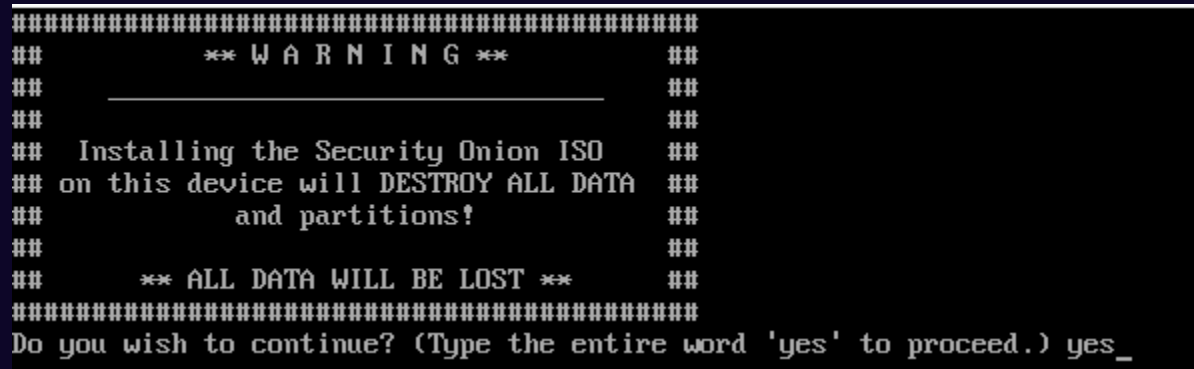 ###########################################
## ** W A R N I N G ** ##
## _______________________________ ##
## ##
## Installing the Security Onion ISO ##
## on this device will DESTROY ALL DATA ##
## and partitions! ##
## ##
## ** ALL DATA WILL BE LOST ** ##
###########################################
Do you wish to continue? (Type the entire word 'yes' to proceed.) yes_